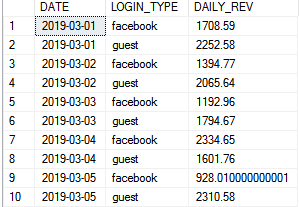 DATE LOGIN_TYPE DAILY_REV
1 2019-03-01 facebook 1708.59
2 2019-03-01 guest 2252.58
3 2019-03-02 facebook 1394.77
4 2019-03-02 guest 2065.64
5 2019-03-03 facebook 1192.96
6 2019-03-03 guest 1794.67
7 2019-03-04 facebook 2334.65
8 2019-03-04 guest 1601.76
9 2019-03-05 facebook 928.010000000001
10 2019-03-05 guest 2310.58